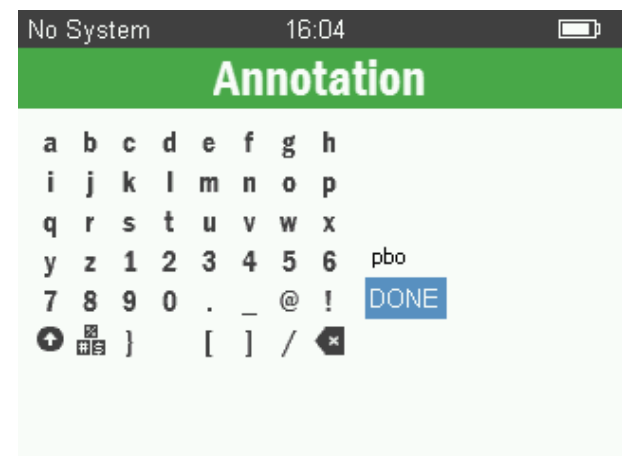 No System 16:04
Annotation
a b c d e f g h
i j k l m n o p
q r s t u v w x
y z 1 2 3 4 5 6 pbo
7 8 9 0 . _ @ ! DONE
% # $ } [ ] / x